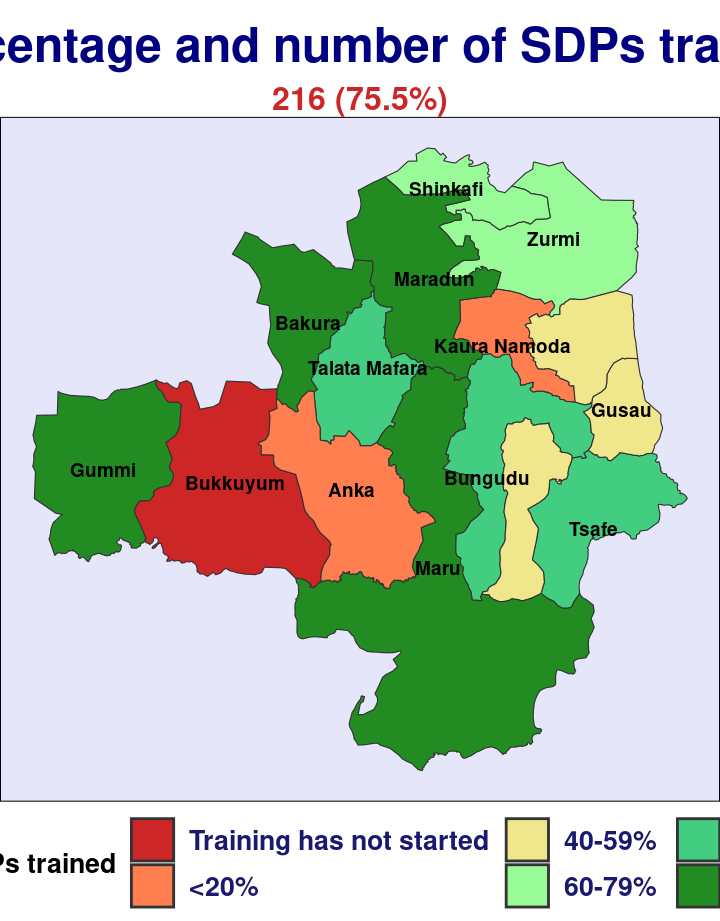 centage and number of SDPs tra
216 (75.5%)
Shinkafi
Zurmi
Maradun
Bakura
Kaura Namoda
Talata Mafara
Gusau
Gummi
Bukkuyum
Anka
Bungudu
Tsafe
Maru
Ps trained
Training has not started
40-59%
<20%
60-79%